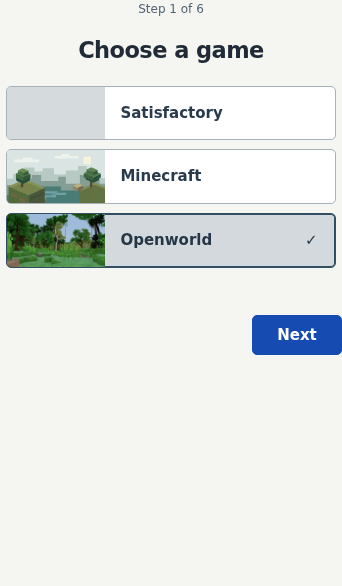 Step 1 of 6
Choose a game
Satisfactory
Minecraft
Openworld ✓
Next